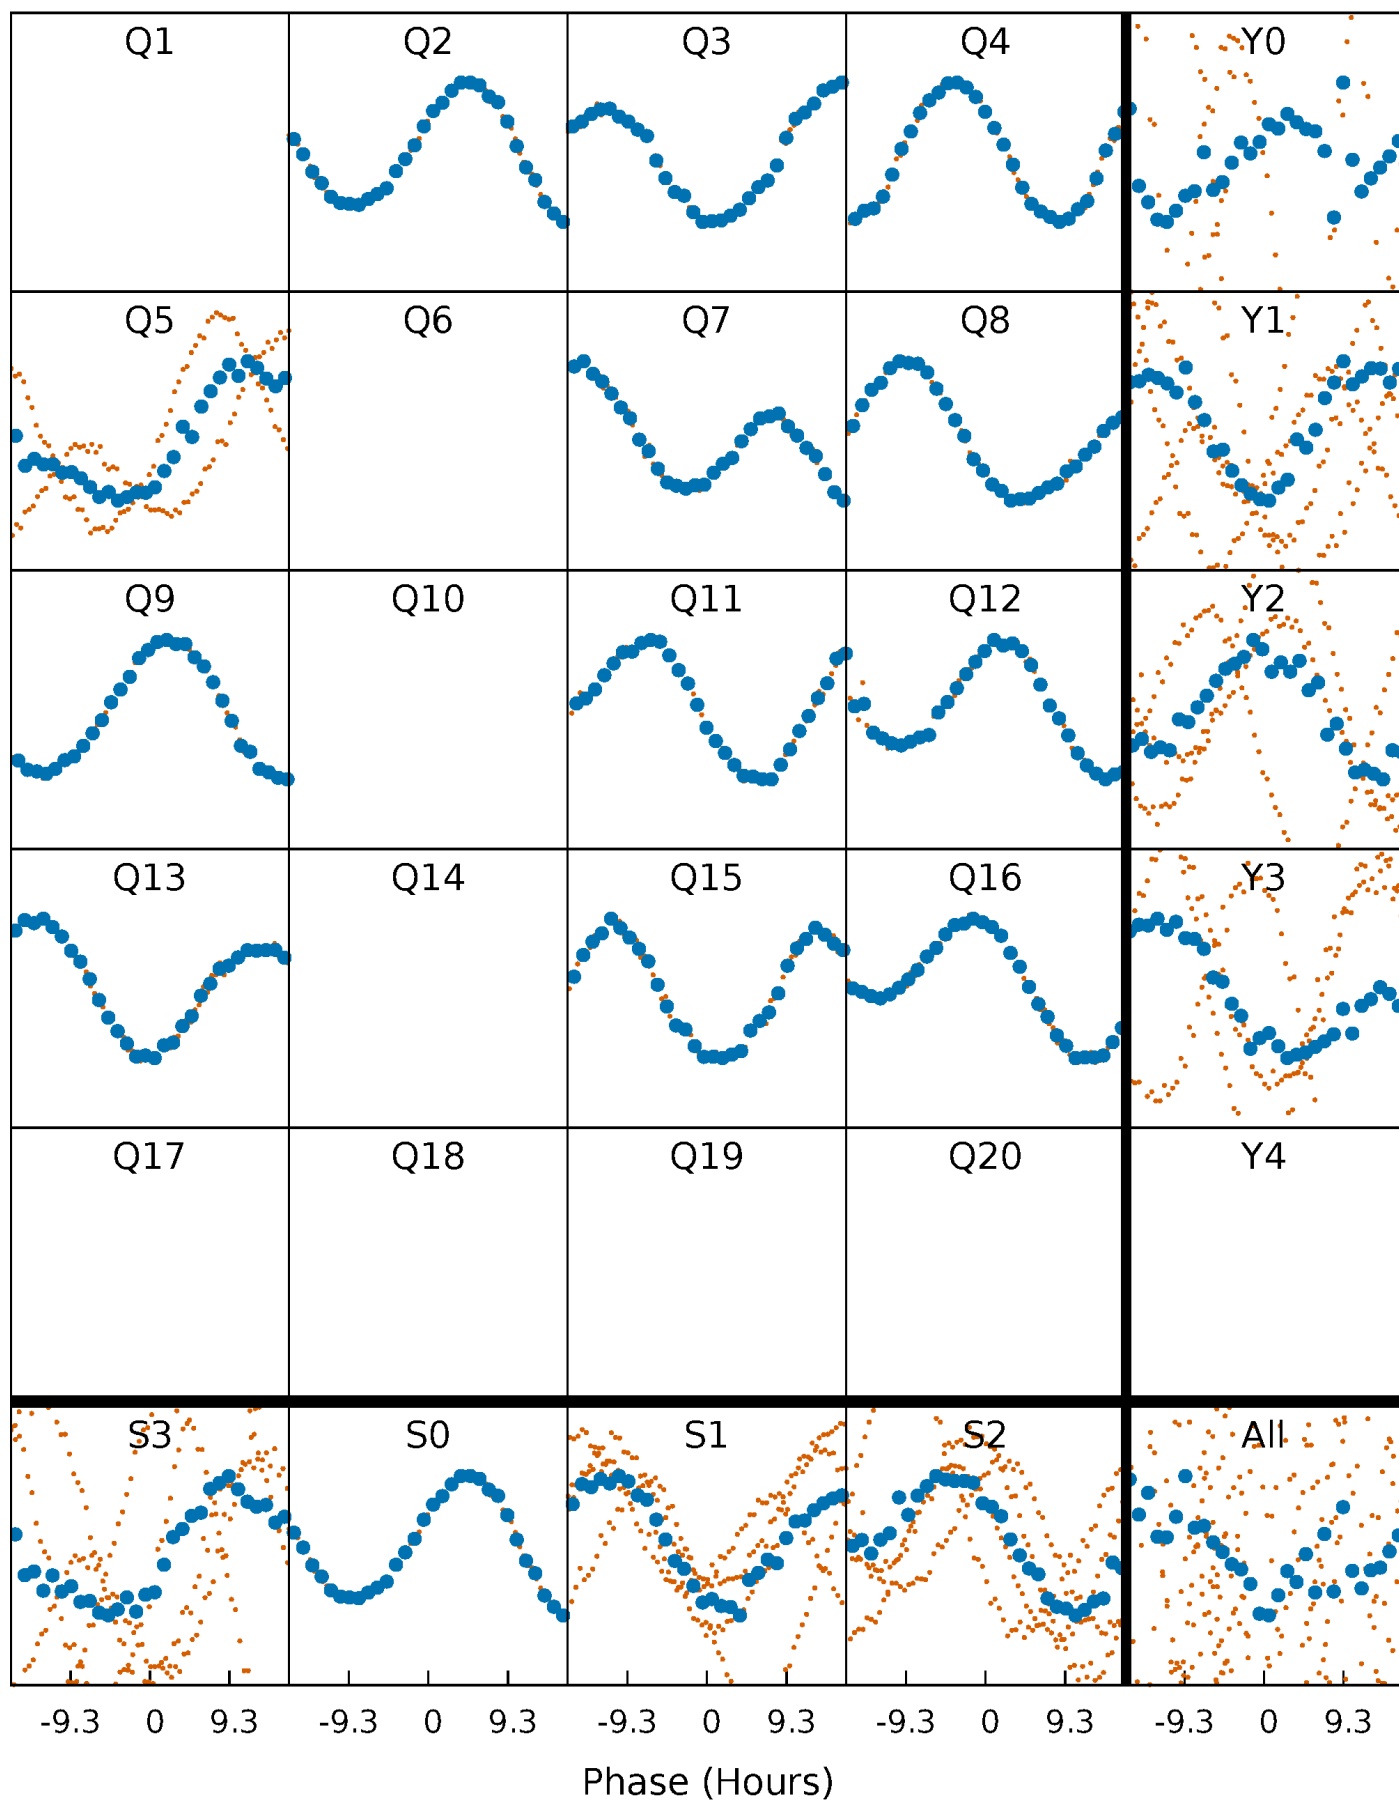 Q1 Q2 Q3 Q4 Y0
Q5 Q6 Q7 Q8 Y1
Q9 Q10 Q11 Q12 Y2
Q13 Q14 Q15 Q16 Y3
Q17 Q18 Q19 Q20 Y4
S3 S0 S1 S2 All
-9.3 0 9.3 -9.3 0 9.3 -9.3 0 9.3 -9.3 0 9.3 -9.3 0 9.3
Phase (Hours)